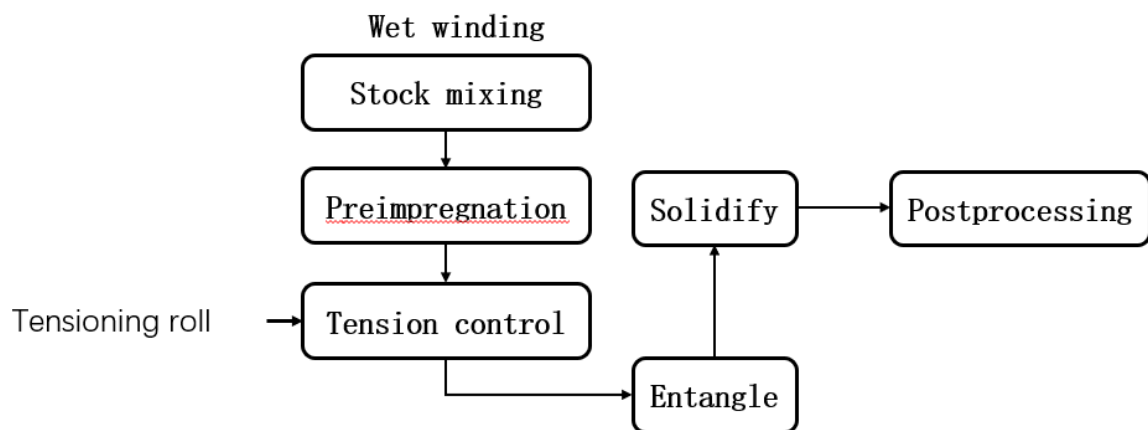 Wet winding
Stock mixing
Preimpregnation
Tensioning roll
Tension control
Entangle
Solidify
Postprocessing